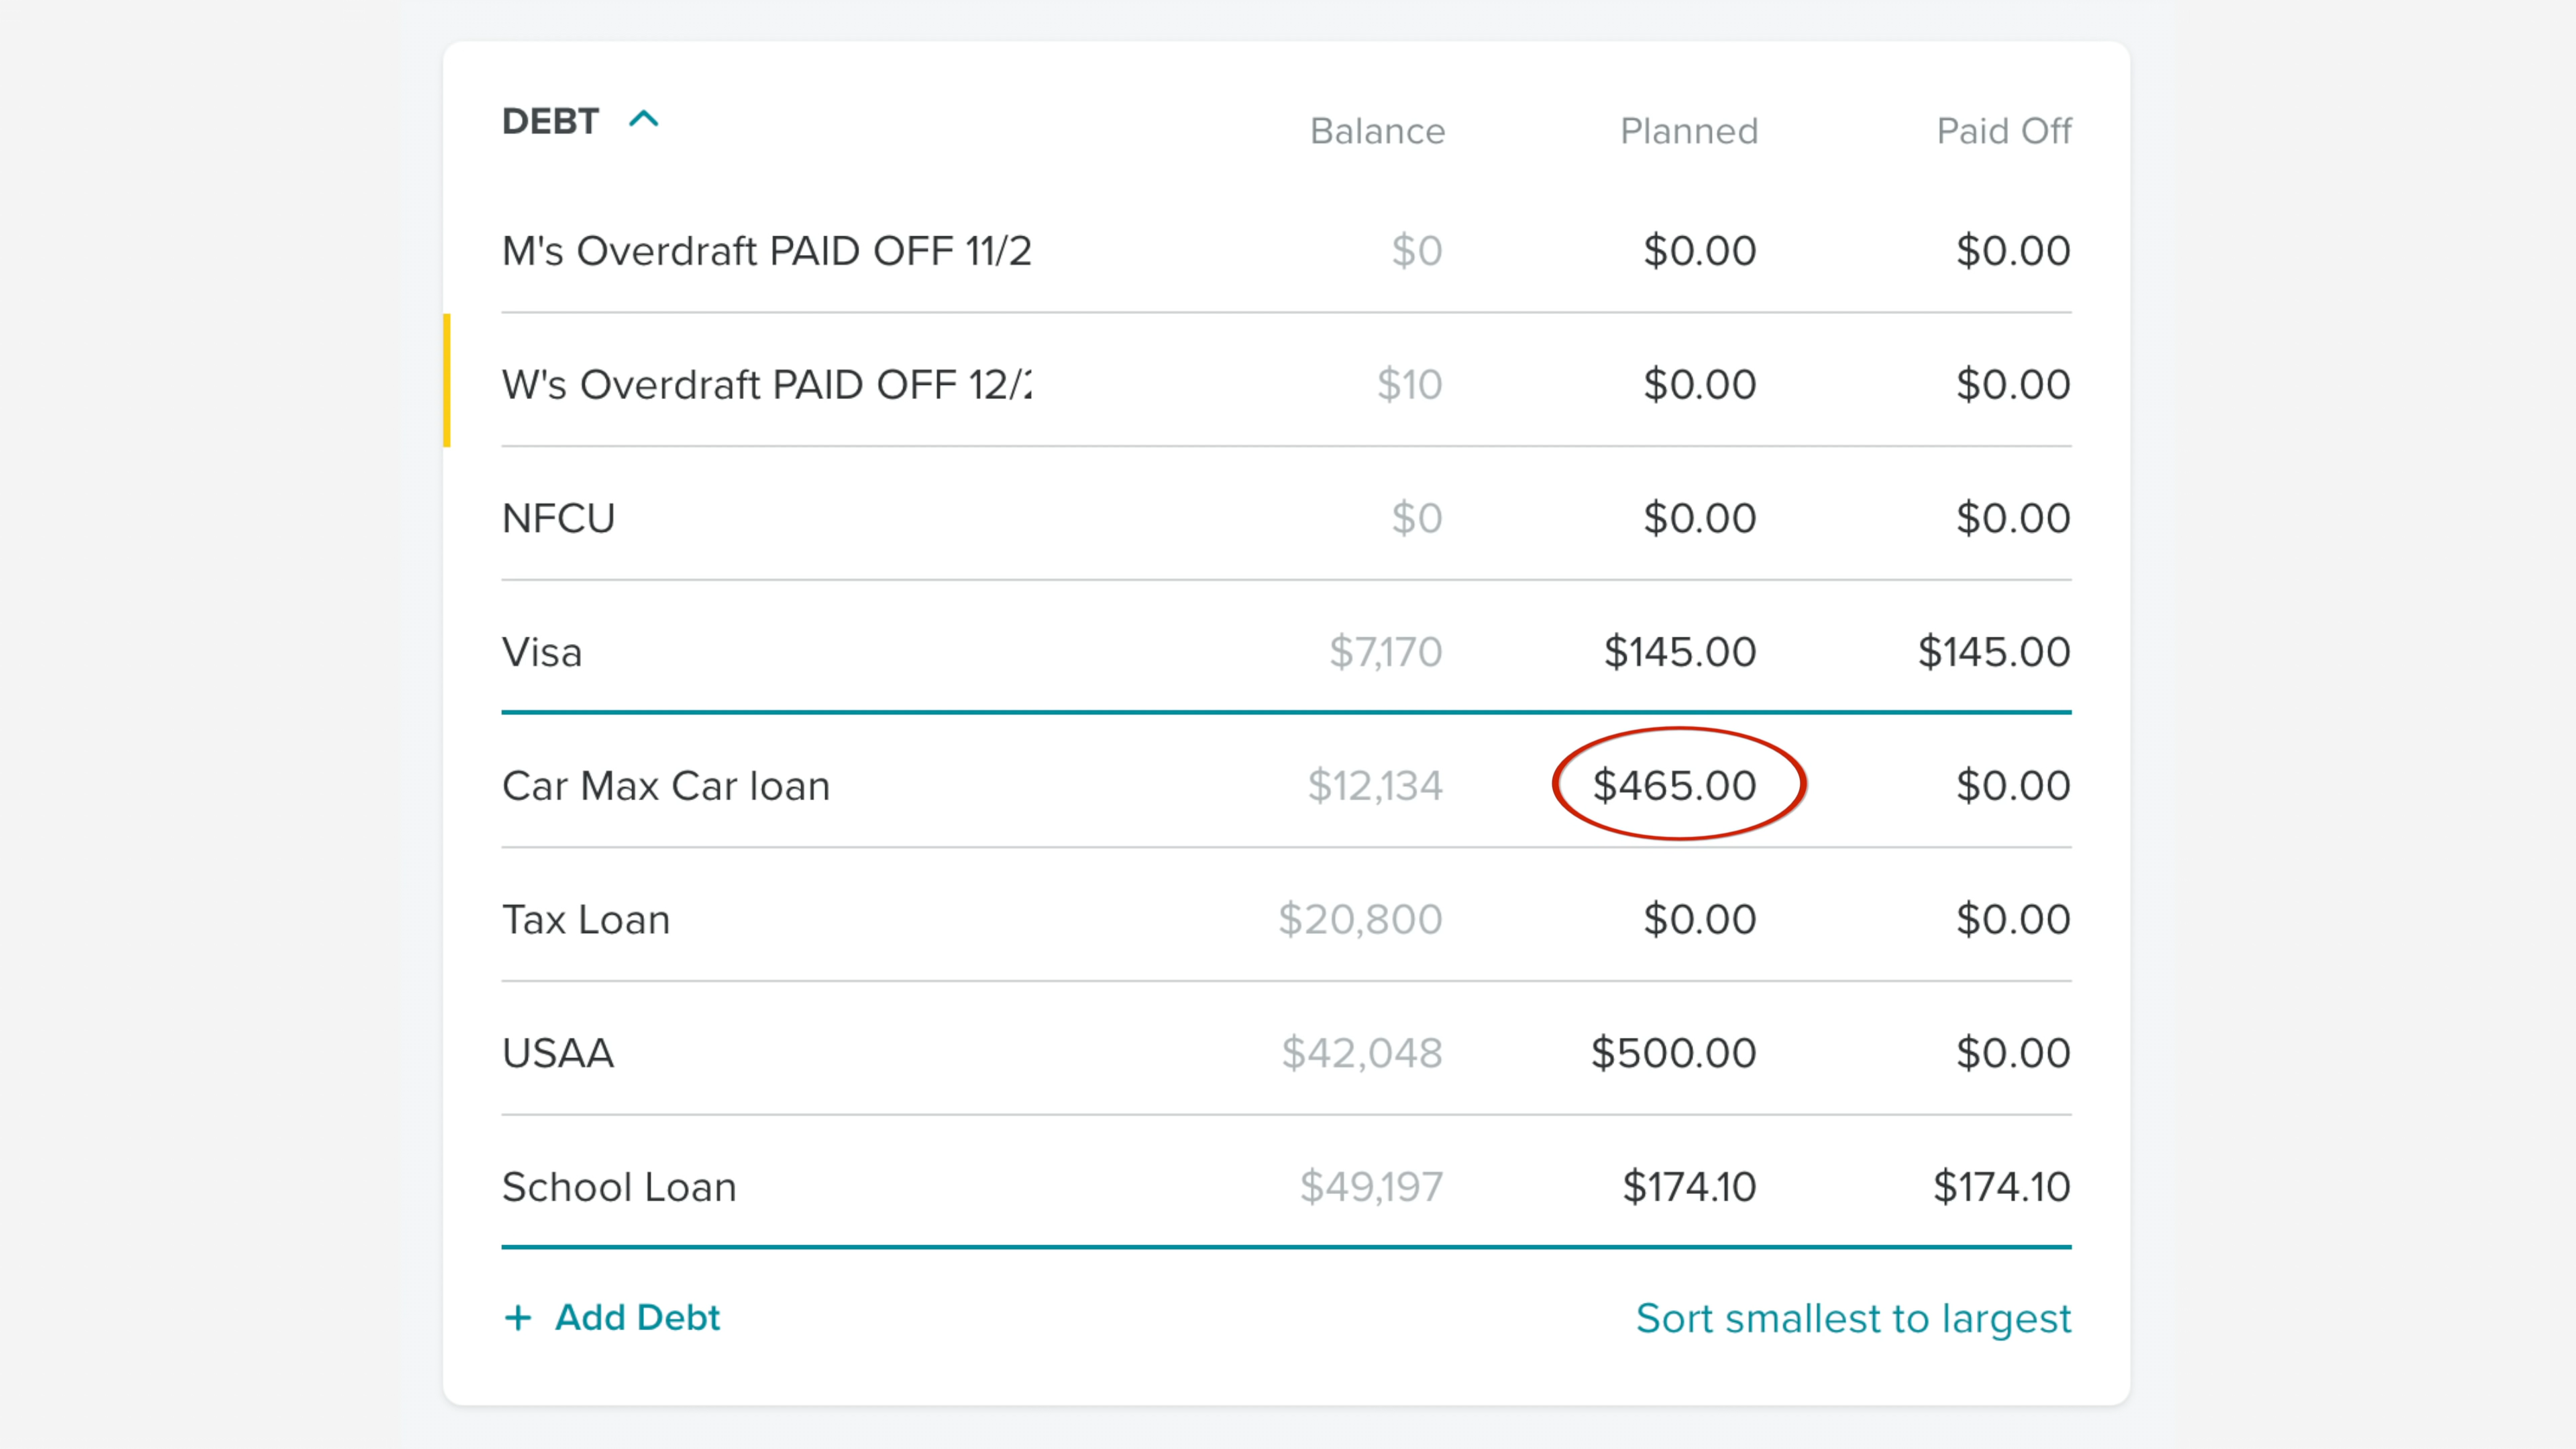 DEBT Balance Planned Paid Off
M's Overdraft PAID OFF 11/2 $0 $0.00 $0.00
W's Overdraft PAID OFF 12/ $10 $0.00 $0.00
NFCU $0 $0.00 $0.00
Visa $7,170 $145.00 $145.00
Car Max Car loan $12,134 $465.00 $0.00
Tax Loan $20,800 $0.00 $0.00
USAA $42,048 $500.00 $0.00
School Loan $49,197 $174.10 $174.10
+ Add Debt Sort smallest to largest